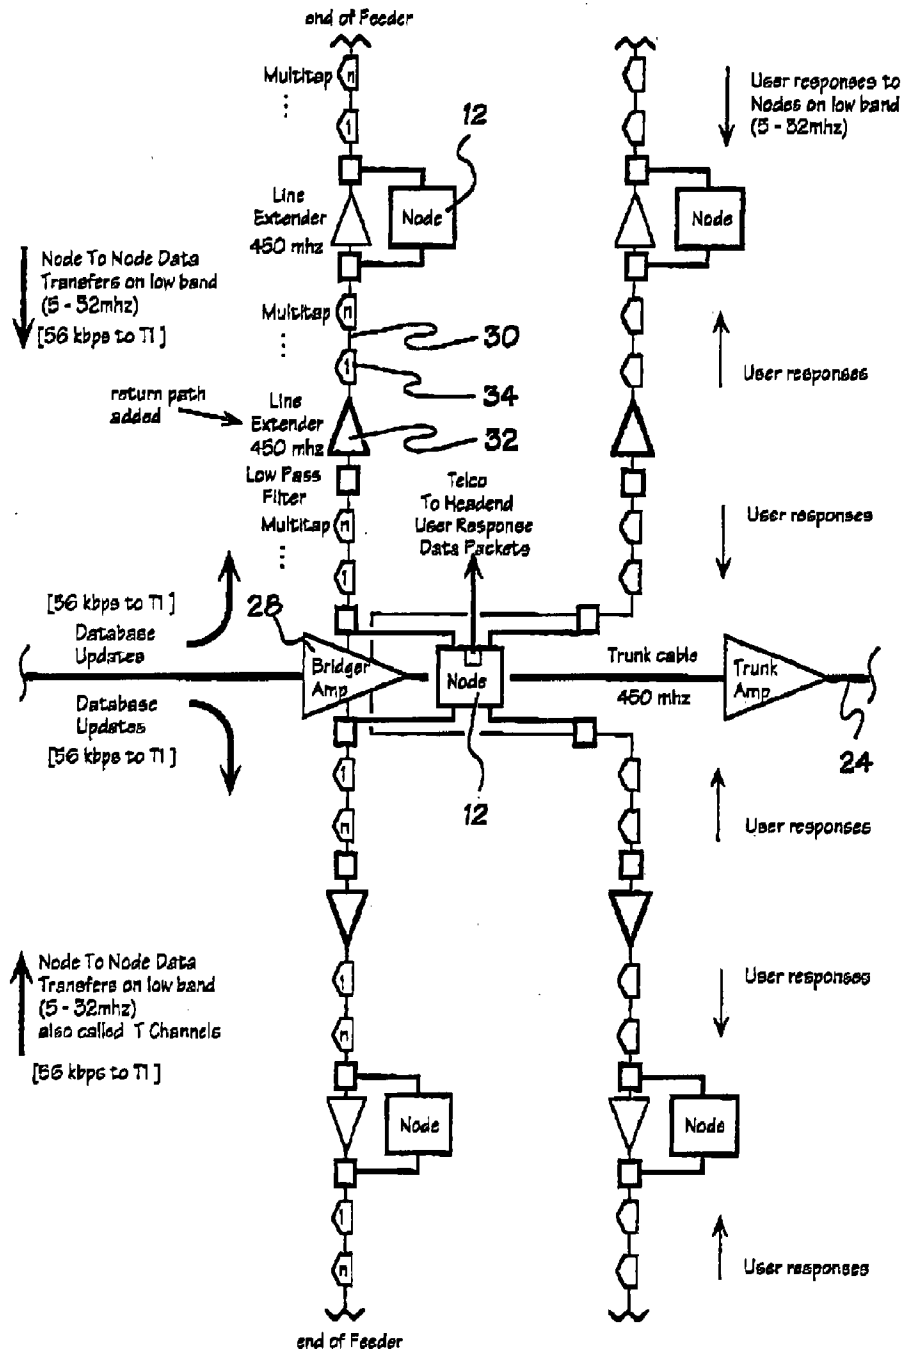 end of Feeder
Multitap
n
1
12
User responses to
Nodes on low band
(5 - 32mhz)
Line
Extender
450 mhz
Node
Node
Node To Node Data
Transfers on low band
(5 - 32mhz)
[56 kbps to T1]
Multitap
n
30
1
34
User responses
return path
added
Line
Extender
450 mhz
32
Low Pass
Filter
Telco
To Headend
User Response
Data Packets
Multitap
n
User responses
1
[56 kbps to T1]
28
Database
Updates
Bridger
Amp
Node
Trunk cable
450 mhz
Trunk
Amp
Database
Updates
[56 kbps to T1]
24
1
12
n
User responses
Node To Node Data
Transfers on low band
(5 - 32mhz)
also called T Channels
[56 kbps to T1]
1
User responses
n
Node
Node
1
n
User responses
end of Feeder